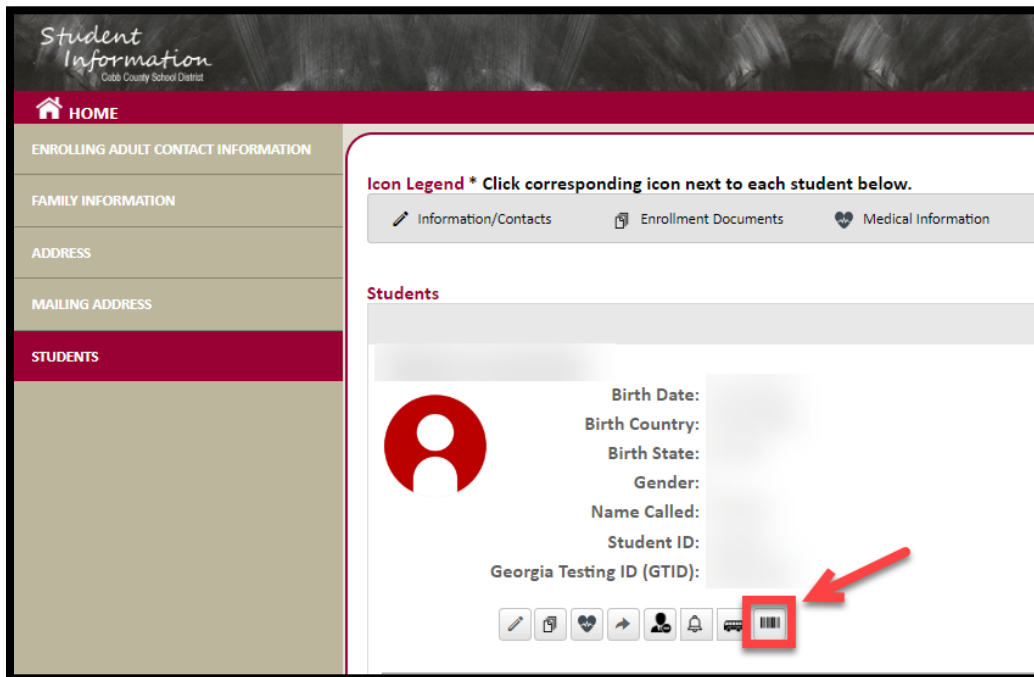 Student
Information
Cobb County School District
HOME
ENROLLING ADULT CONTACT INFORMATION
FAMILY INFORMATION
ADDRESS
MAILING ADDRESS
STUDENTS
Icon Legend * Click corresponding icon next to each student below.
Information/Contacts Enrollment Documents Medical Information
Students
Birth Date:
Birth Country:
Birth State:
Gender:
Name Called:
Student ID:
Georgia Testing ID (GTID):